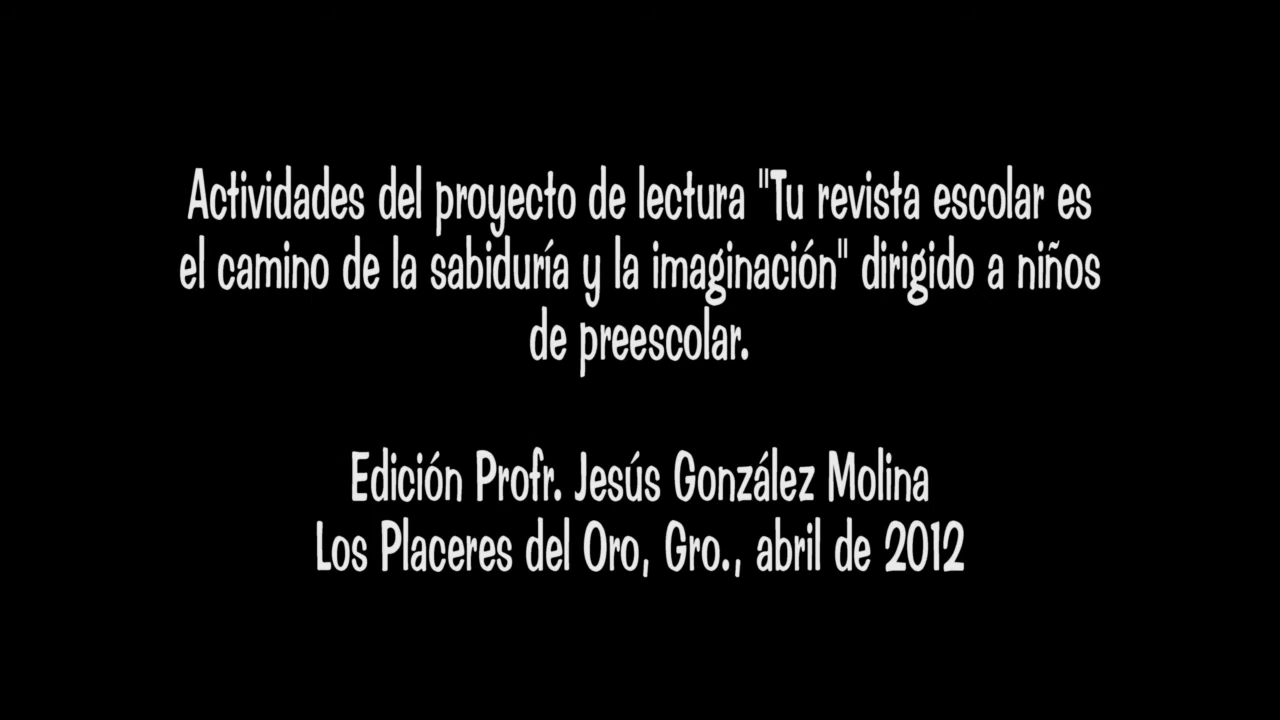 Actividades del proyecto de lectura "Tu revista escolar es
el camino de la sabiduría y la imaginación" dirigido a niños
de preescolar.
Edición Profr. Jesús González Molina
Los Placeres del Oro, Gro., abril de 2012